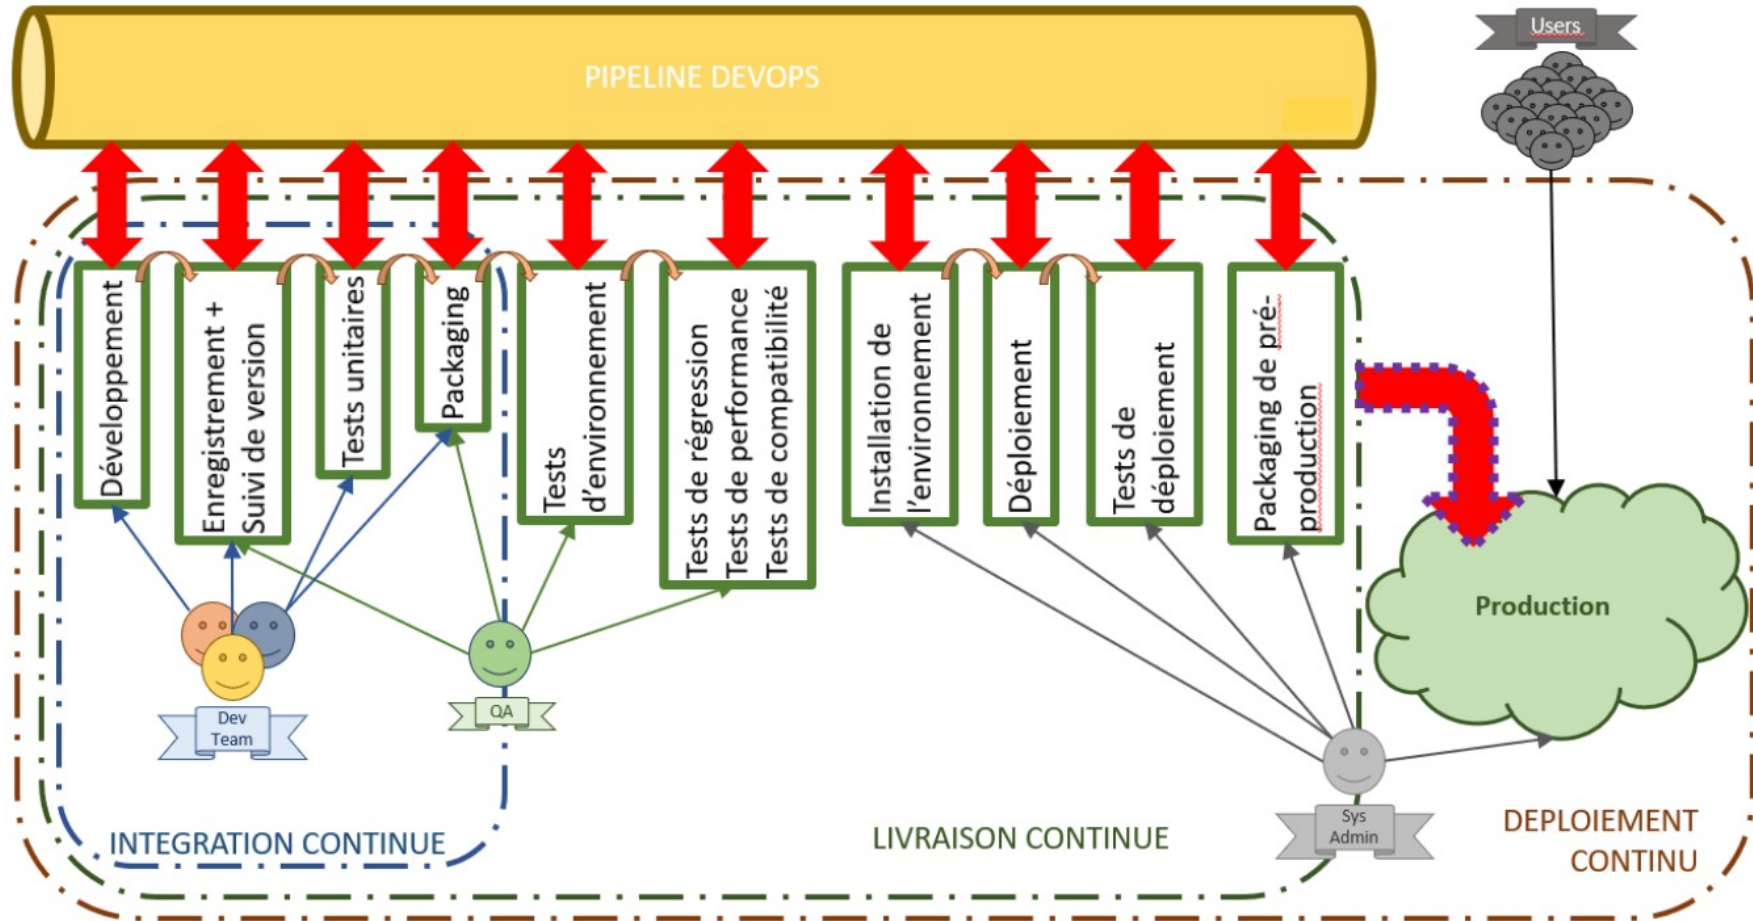 PIPELINE DEVOPS
Users
Développement
Enregistrement +
Suivi de version
Tests unitaires
Packaging
Tests
d'environnement
Tests de régression
Tests de performance
Tests de compatibilité
Installation de
l'environnement
Déploiement
Tests de
déploiement
Packaging de pré-
production
Production
Dev
Team
QA
Sys
Admin
INTEGRATION CONTINUE
LIVRAISON CONTINUE
DEPLOIEMENT
CONTINU